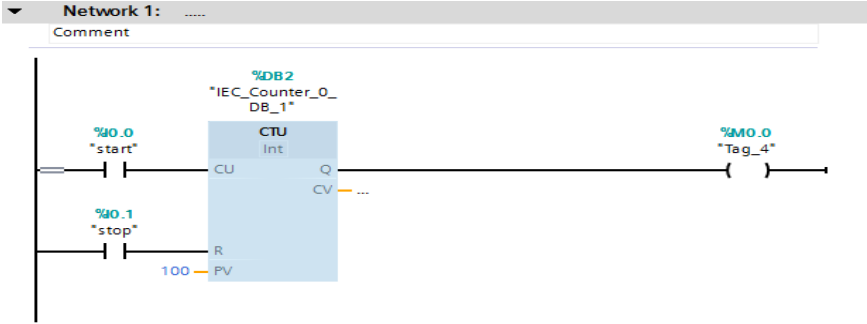 Network 1: .....
Comment
%DB2
"IEC_Counter_0_
DB_1"
%I0.0
"start"
CTU
Int
%M0.0
"Tag_4"
CU
Q
CV
...
%I0.1
"stop"
R
100
PV